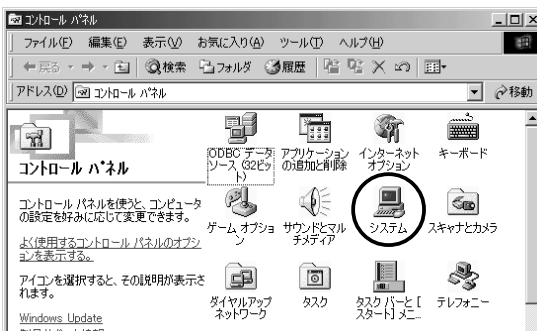 コントロール パネル
ファイル(F) 編集(E) 表示(V) お気に入り(A) ツール(T) ヘルプ(H)
戻る 検索 フォルダ 履歴
アドレス(D) コントロール パネル 移動
コントロール パネル
コントロール パネルを使うと、コンピュータ
の設定を好みに応じて変更できます。
よく使用するコントロール パネルのオプシ
ョンを表示する。
アイコンを選択すると、その説明が表示さ
れます。
Windows Update
ODBC データ
ソース (32ビッ
ト)
アプリケーション
の追加と削除
インターネット
オプション
キーボード
ゲーム オプショ
ン
サウンドとマル
チメディア
システム
スキャナとカメラ
ダイヤルアップ
ネットワーク
タスク
タスク バーと [
スタート] メニ...
テレフォニー